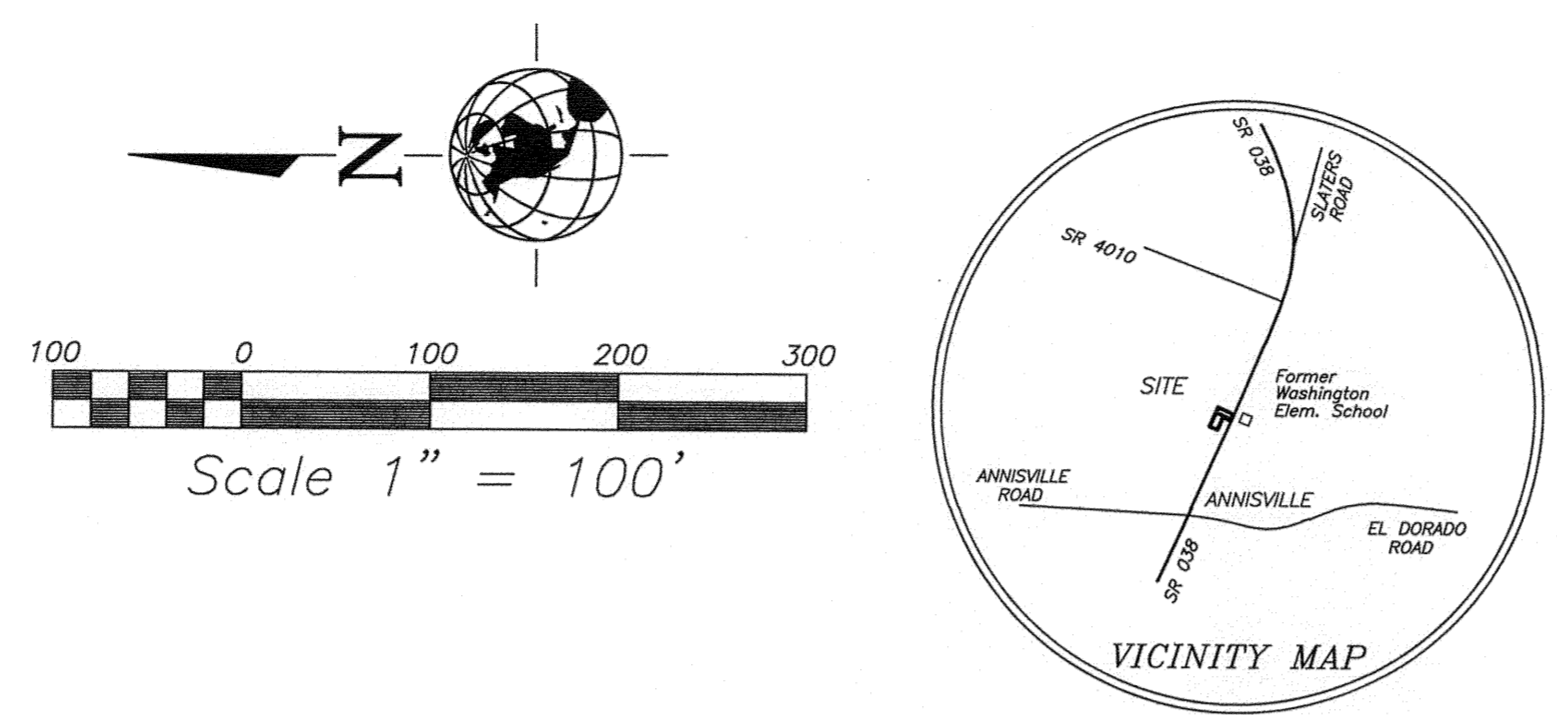 N
100 0 100 200 300
Scale 1" = 100'
SR 038
SLATERS
ROAD
SR 4010
SITE
Former
Washington
Elem. School
ANNISVILLE
ROAD
ANNISVILLE
EL DORADO
ROAD
SR 038
VICINITY MAP